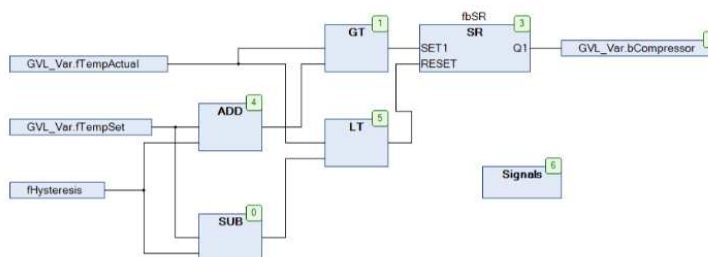 fbSR
GT 1
SR 3
SET1 Q1
RESET
GVL_Var.bCompressor
GVL_Var.fTempActual
ADD 4
LT 5
GVL_Var.fTempSet
Signals 6
fHysteresis
SUB 0